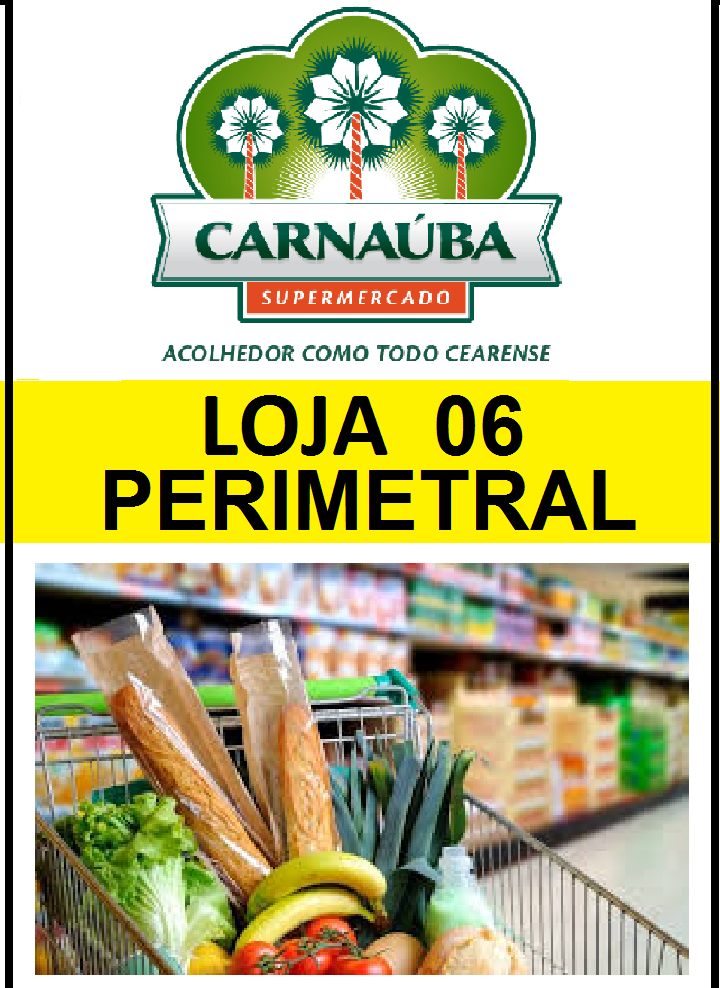 CARNAÚBA
SUPERMERCADO
ACOLHEDOR COMO TODO CEARENSE
LOJA 06
PERIMETRAL